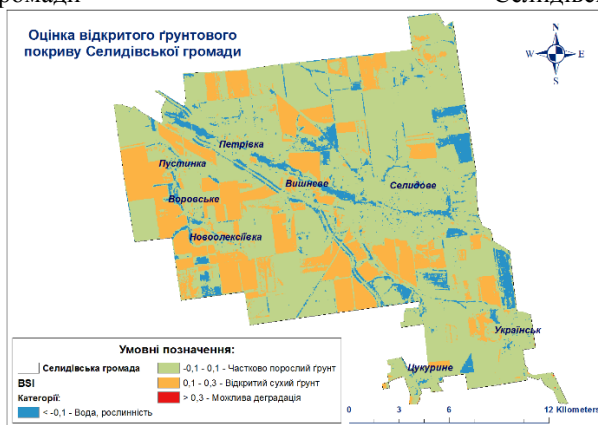 ромади Селидівсь
Оцінка відкритого ґрунтового
покриву Селидівської громади
N
W E
S
Петрівка
Пустинка
Вишневе
Селидове
Воровське
Новоолексіївка
Українськ
Цукурине
Умовні позначення:
Селидівська громада
BSI
Категорії:
< -0,1 - Вода, рослинність
-0,1 - 0,1 - Частково порослий ґрунт
0,1 - 0,3 - Відкритий сухий ґрунт
> 0,3 - Можлива деградація
0 3 6 12 Kilometers